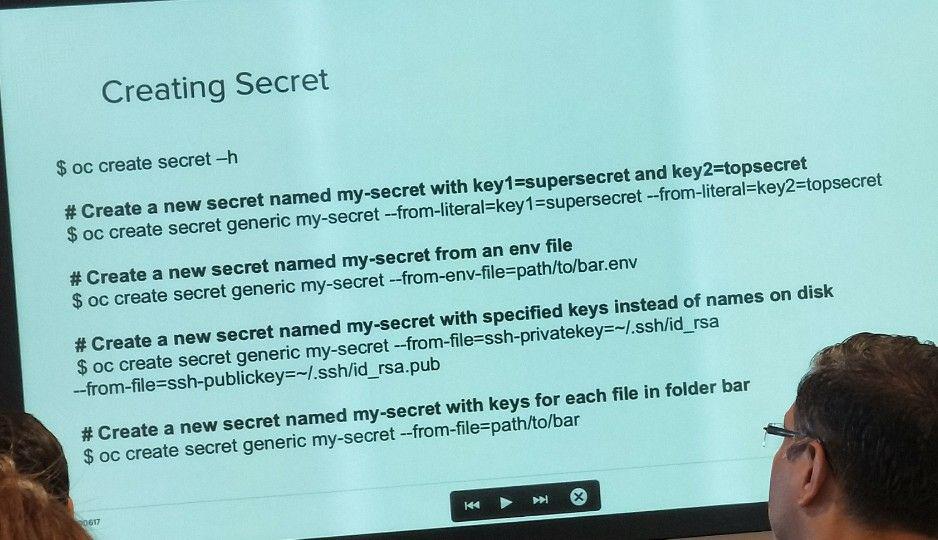 Creating Secret
$ oc create secret –h
# Create a new secret named my-secret with key1=supersecret and key2=topsecret
$ oc create secret generic my-secret --from-literal=key1=supersecret --from-literal=key2=topsecret
# Create a new secret named my-secret from an env file
$ oc create secret generic my-secret --from-env-file=path/to/bar.env
# Create a new secret named my-secret with specified keys instead of names on disk
$ oc create secret generic my-secret --from-file=ssh-privatekey=~/.ssh/id_rsa
--from-file=ssh-publickey=~/.ssh/id_rsa.pub
# Create a new secret named my-secret with keys for each file in folder bar
$ oc create secret generic my-secret --from-file=path/to/bar